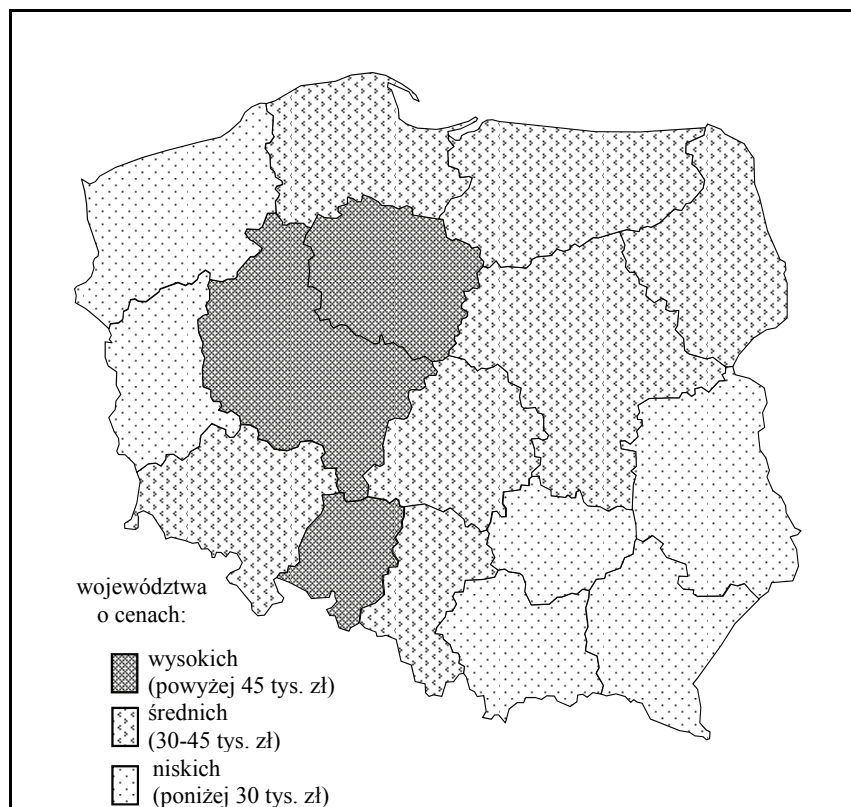 województwa
o cenach:
wysokich
(powyżej 45 tys. zł)
średnich
(30-45 tys. zł)
niskich
(poniżej 30 tys. zł)